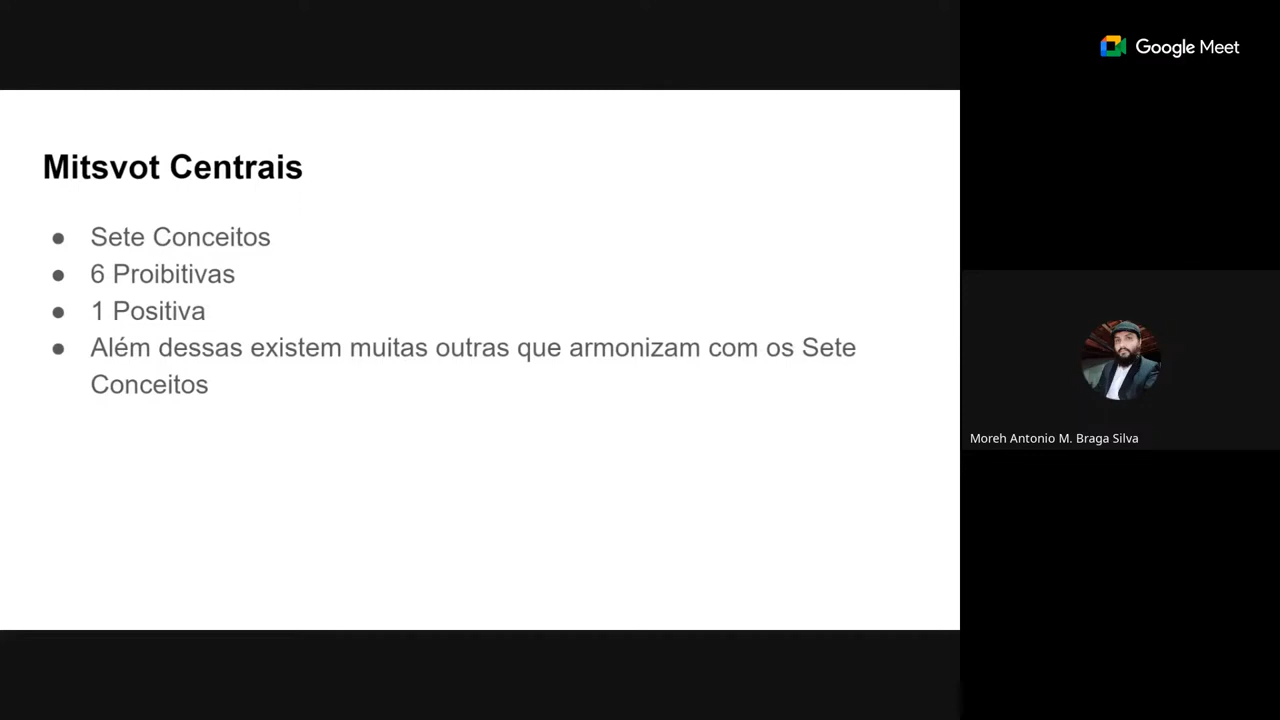 Google Meet
Mitsvot Centrais
● Sete Conceitos
● 6 Proibitivas
● 1 Positiva
● Além dessas existem muitas outras que armonizam com os Sete
Conceitos
Moreh Antonio M. Braga Silva